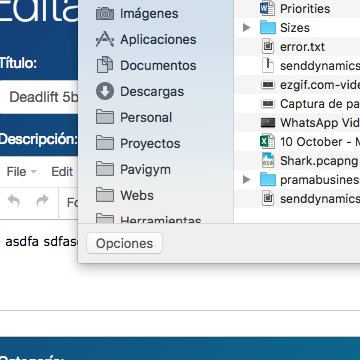 Edita
Título:
Deadlift 5b
Descripción:
File Edit
Fo
asdfa sdfas
Imágenes
Aplicaciones
Documentos
Descargas
Personal
Proyectos
Pavigym
Webs
Herramientas
Opciones
Priorities
Sizes
error.txt
senddynamics
ezgif.com-vide
Captura de pa
WhatsApp Vid
10 October - M
Shark.pcapng
pramabusines
senddynamics
Categoría: